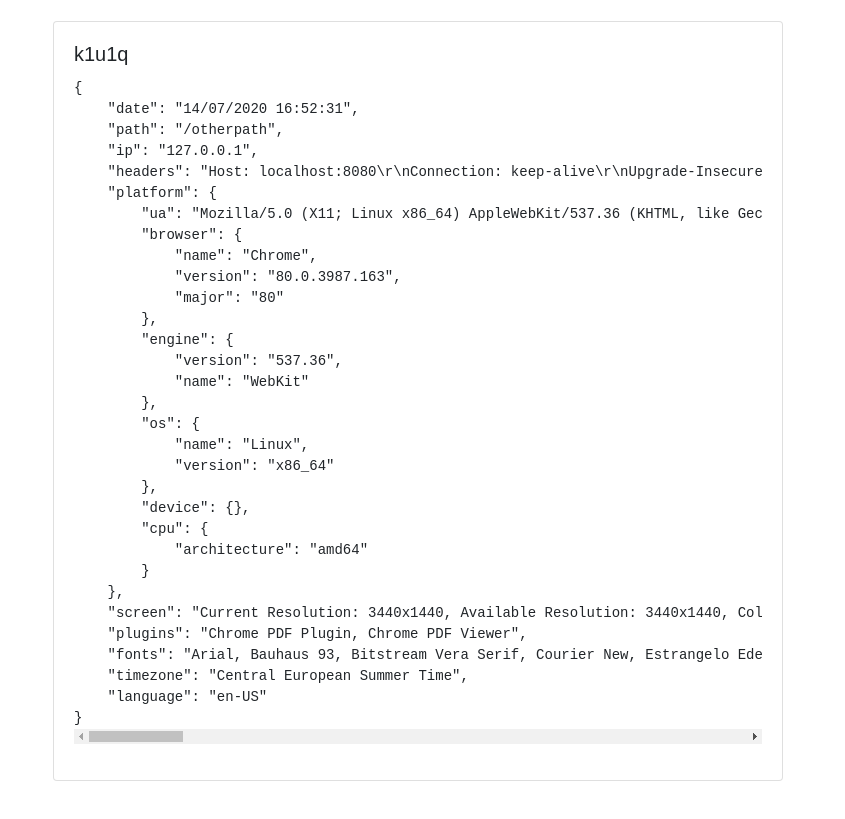 k1u1q
{
    "date": "14/07/2020 16:52:31",
    "path": "/otherpath",
    "ip": "127.0.0.1",
    "headers": "Host: localhost:8080\r\nConnection: keep-alive\r\nUpgrade-Insecure
    "platform": {
        "ua": "Mozilla/5.0 (X11; Linux x86_64) AppleWebKit/537.36 (KHTML, like Gec
        "browser": {
            "name": "Chrome",
            "version": "80.0.3987.163",
            "major": "80"
        },
        "engine": {
            "version": "537.36",
            "name": "WebKit"
        },
        "os": {
            "name": "Linux",
            "version": "x86_64"
        },
        "device": {},
        "cpu": {
            "architecture": "amd64"
        }
    },
    "screen": "Current Resolution: 3440x1440, Available Resolution: 3440x1440, Col
    "plugins": "Chrome PDF Plugin, Chrome PDF Viewer",
    "fonts": "Arial, Bauhaus 93, Bitstream Vera Serif, Courier New, Estrangelo Ede
    "timezone": "Central European Summer Time",
    "language": "en-US"
}